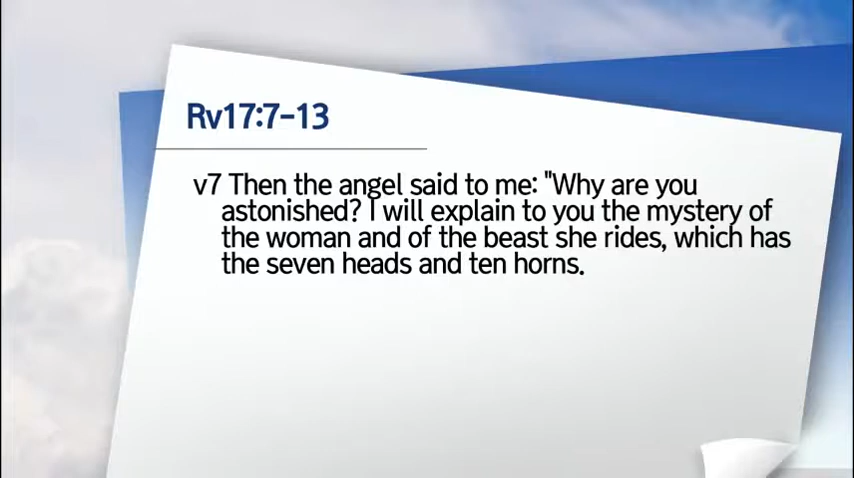 Rv17:7-13
v7 Then the angel said to me: "Why are you
astonished? I will explain to you the mystery of
the woman and of the beast she rides, which has
the seven heads and ten horns.